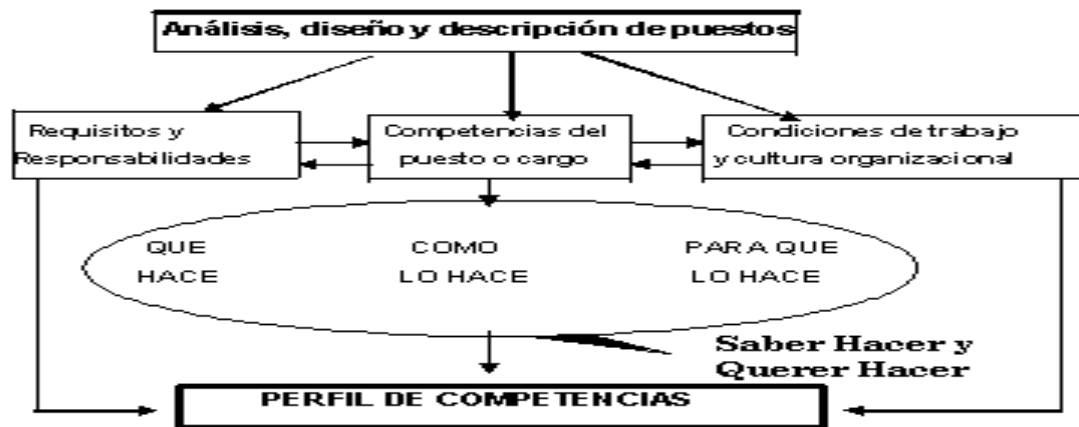 Análisis, diseño y descripción de puestos
Requisitos y
Responsabilidades
Competencias del
puesto o cargo
Condiciones de trabajo
y cultura organizacional
QUE
HACE
COMO
LO HACE
PARA QUE
LO HACE
Saber Hacer y
Querer Hacer
PERFIL DE COMPETENCIAS